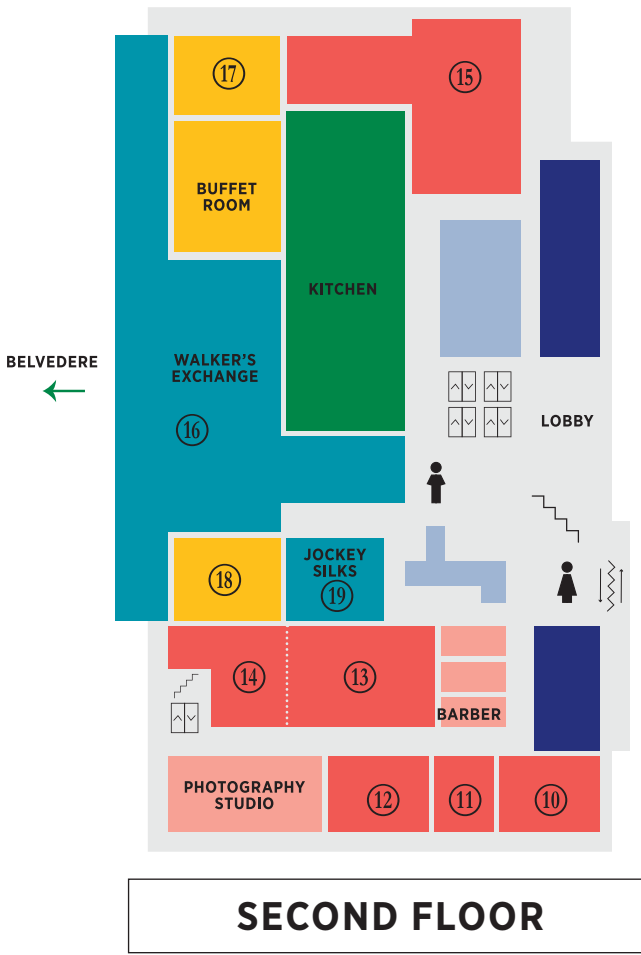 17
15
BUFFET
ROOM
KITCHEN
BELVEDERE
WALKER'S
EXCHANGE
16
LOBBY
18
JOCKEY
SILKS
19
14
13
BARBER
PHOTOGRAPHY
STUDIO
12
11
10
SECOND FLOOR